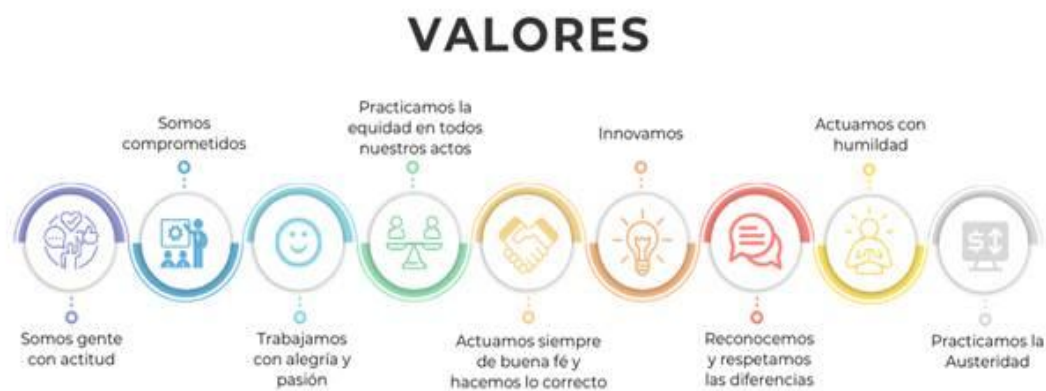 VALORES
Somos gente
con actitud
Somos
comprometidos
Trabajamos
con alegría y
pasión
Practicamos la
equidad en todos
nuestros actos
Actuamos siempre
de buena fé y
hacemos lo correcto
Innovamos
Reconocemos
y respetamos
las diferencias
Actuamos con
humildad
$
Practicamos la
Austeridad